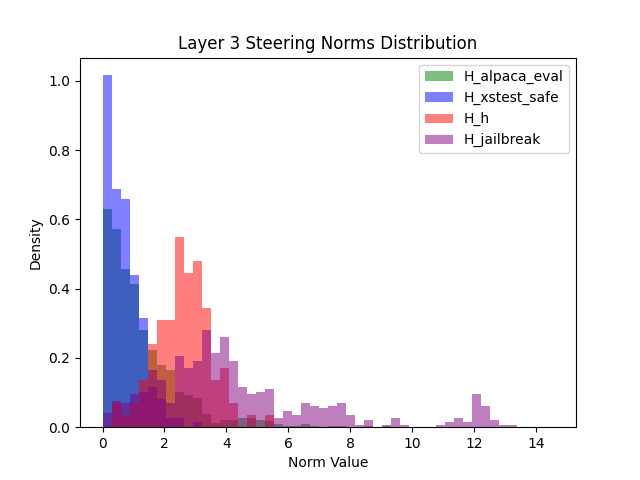 Layer 3 Steering Norms Distribution
H_alpaca_eval
H_xstest_safe
H_h
H_jailbreak
Density
1.0
0.8
0.6
0.4
0.2
0.0
0 2 4 6 8 10 12 14
Norm Value